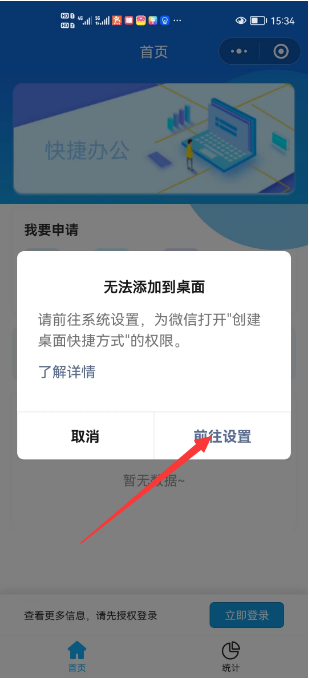 15:34
首页
快捷办公
我要申请
无法添加到桌面
请前往系统设置，为微信打开"创建
桌面快捷方式"的权限。
了解详情
取消
前往设置
暂无数据~
查看更多信息，请先授权登录
立即登录
首页
统计